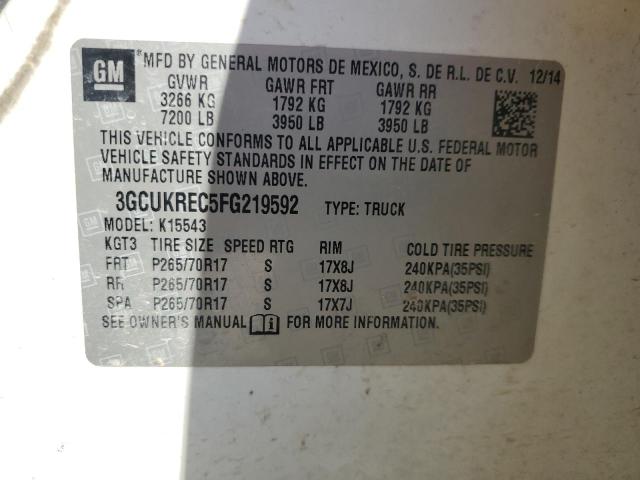 GM
*MFD BY GENERAL MOTORS DE MEXICO, S. DE R.L. DE C.V. 12/14
GVWR GAWR FRT GAWR RR
3266 KG 1792 KG 1792 KG
7200 LB 3950 LB 3950 LB
THIS VEHICLE CONFORMS TO ALL APPLICABLE U.S. FEDERAL MOTOR
VEHICLE SAFETY STANDARDS IN EFFECT ON THE DATE OF
MANUFACTURE SHOWN ABOVE.
3GCUKREC5FG219592 TYPE: TRUCK
MODEL: K15543
KGT3 TIRE SIZE SPEED RTG RIM COLD TIRE PRESSURE
FRT P265/70R17 S 17X8J 240KPA(35PSI)
RR P265/70R17 S 17X8J 240KPA(35PSI)
SPA P265/70R17 S 17X7J 240KPA(35PSI)
SEE OWNER'S MANUAL i FOR MORE INFORMATION.